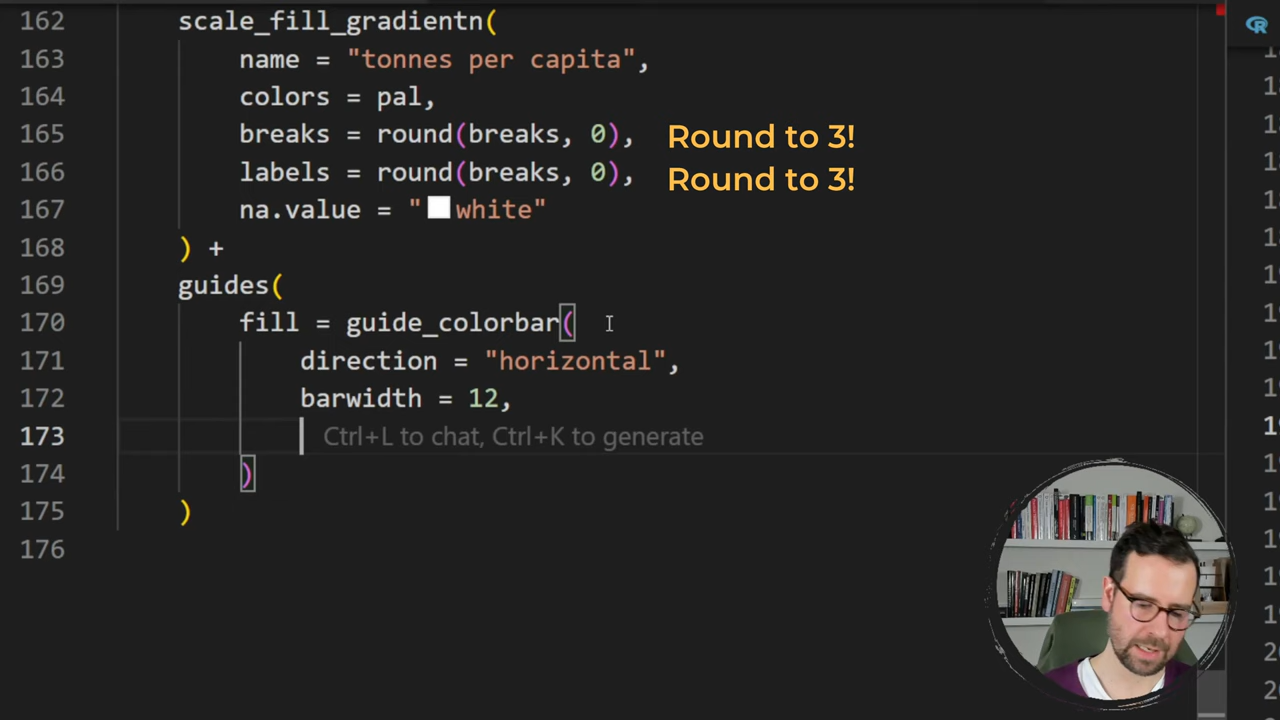 162 scale_fill_gradientn(
163 name = "tonnes per capita",
164 colors = pal,
165 breaks = round(breaks, 0), Round to 3!
166 labels = round(breaks, 0), Round to 3!
167 na.value = "white"
168 ) +
169 guides(
170 fill = guide_colorbar(
171 direction = "horizontal",
172 barwidth = 12,
173 Ctrl+L to chat, Ctrl+K to generate
174 )
175 )
176